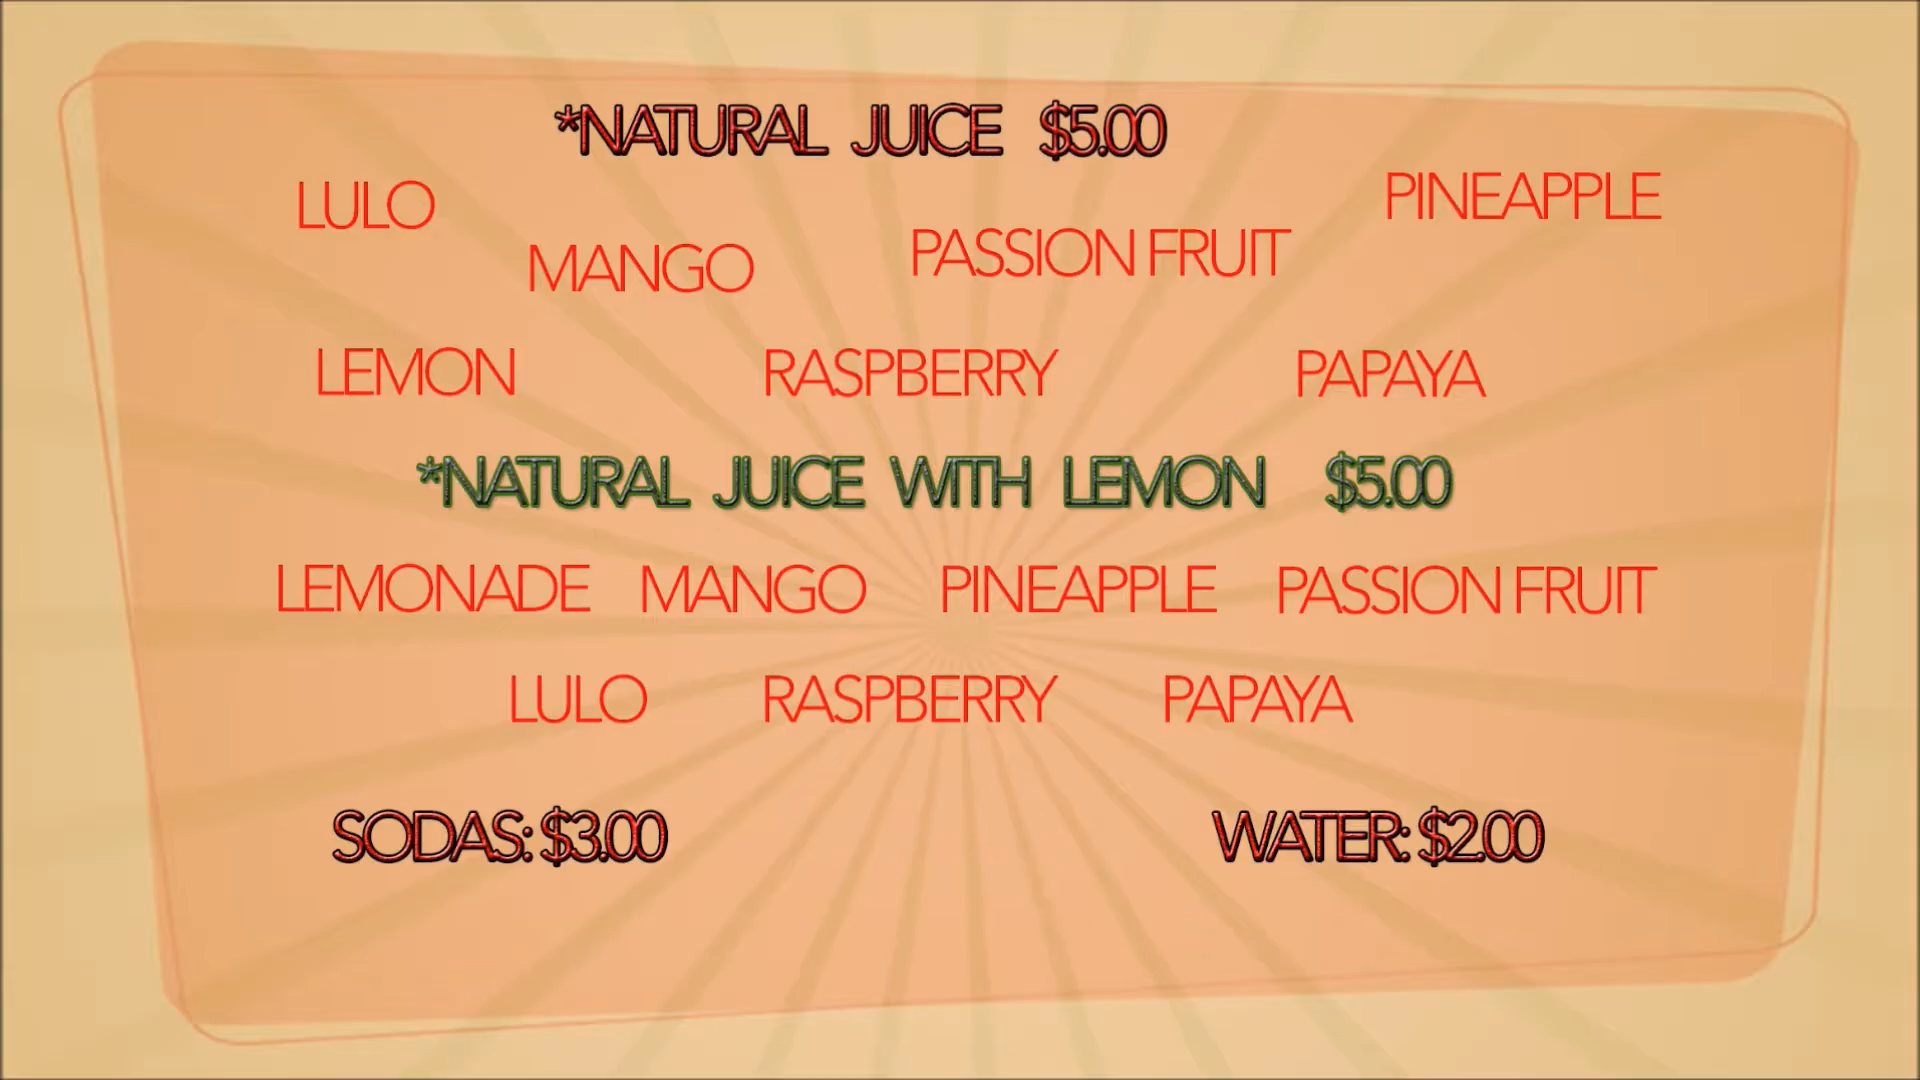 *NATURAL JUICE $5.00
LULO MANGO PASSION FRUIT PINEAPPLE
LEMON RASPBERRY PAPAYA
*NATURAL JUICE WITH LEMON $5.00
LEMONADE MANGO PINEAPPLE PASSION FRUIT
LULO RASPBERRY PAPAYA
SODAS: $3.00 WATER: $2.00